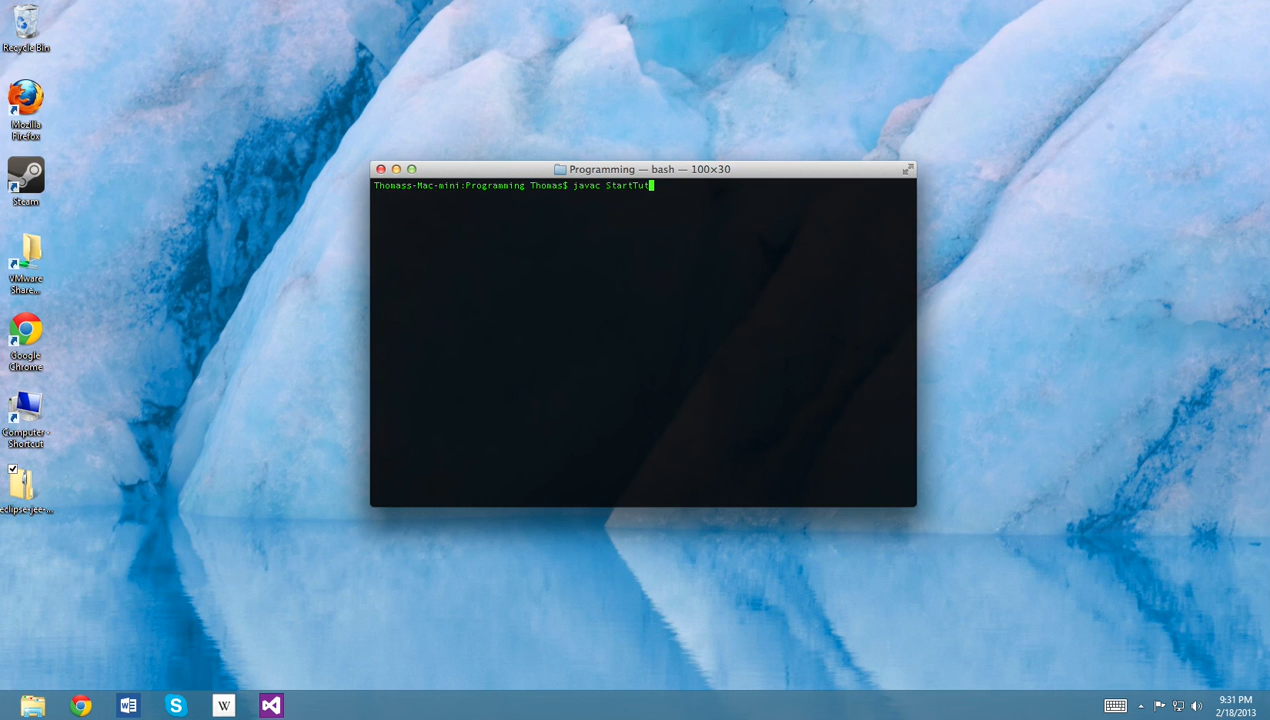 Recycle Bin
Mozilla
Firefox
Steam
VMware
Share...
Google
Chrome
Computer -
Shortcut
eclipse-jee-...
Programming — bash — 100×30
Thomass-Mac-mini:Programming Thomas$ javac StartTut
W
9:31 PM
2/18/2013